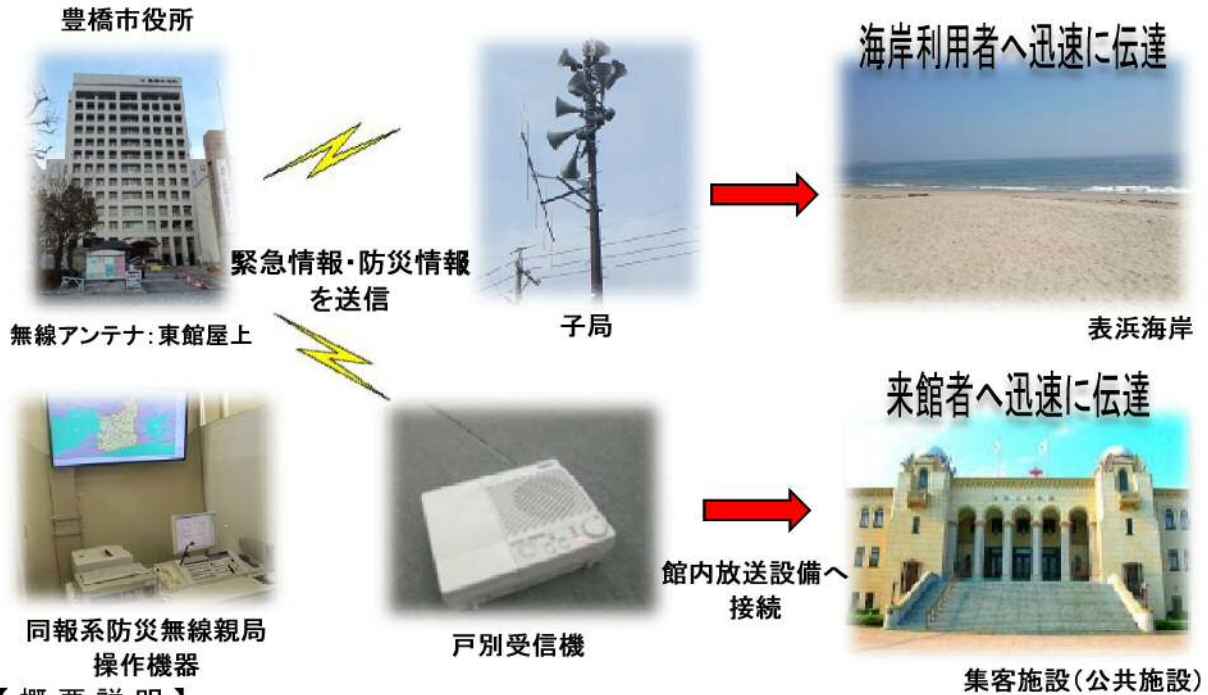 豊橋市役所
海岸利用者へ迅速に伝達
緊急情報・防災情報
を送信
無線アンテナ：東館屋上
子局
表浜海岸
来館者へ迅速に伝達
館内放送設備へ
接続
同報系防災無線親局
操作機器
戸別受信機
集客施設（公共施設）
【概要説明】